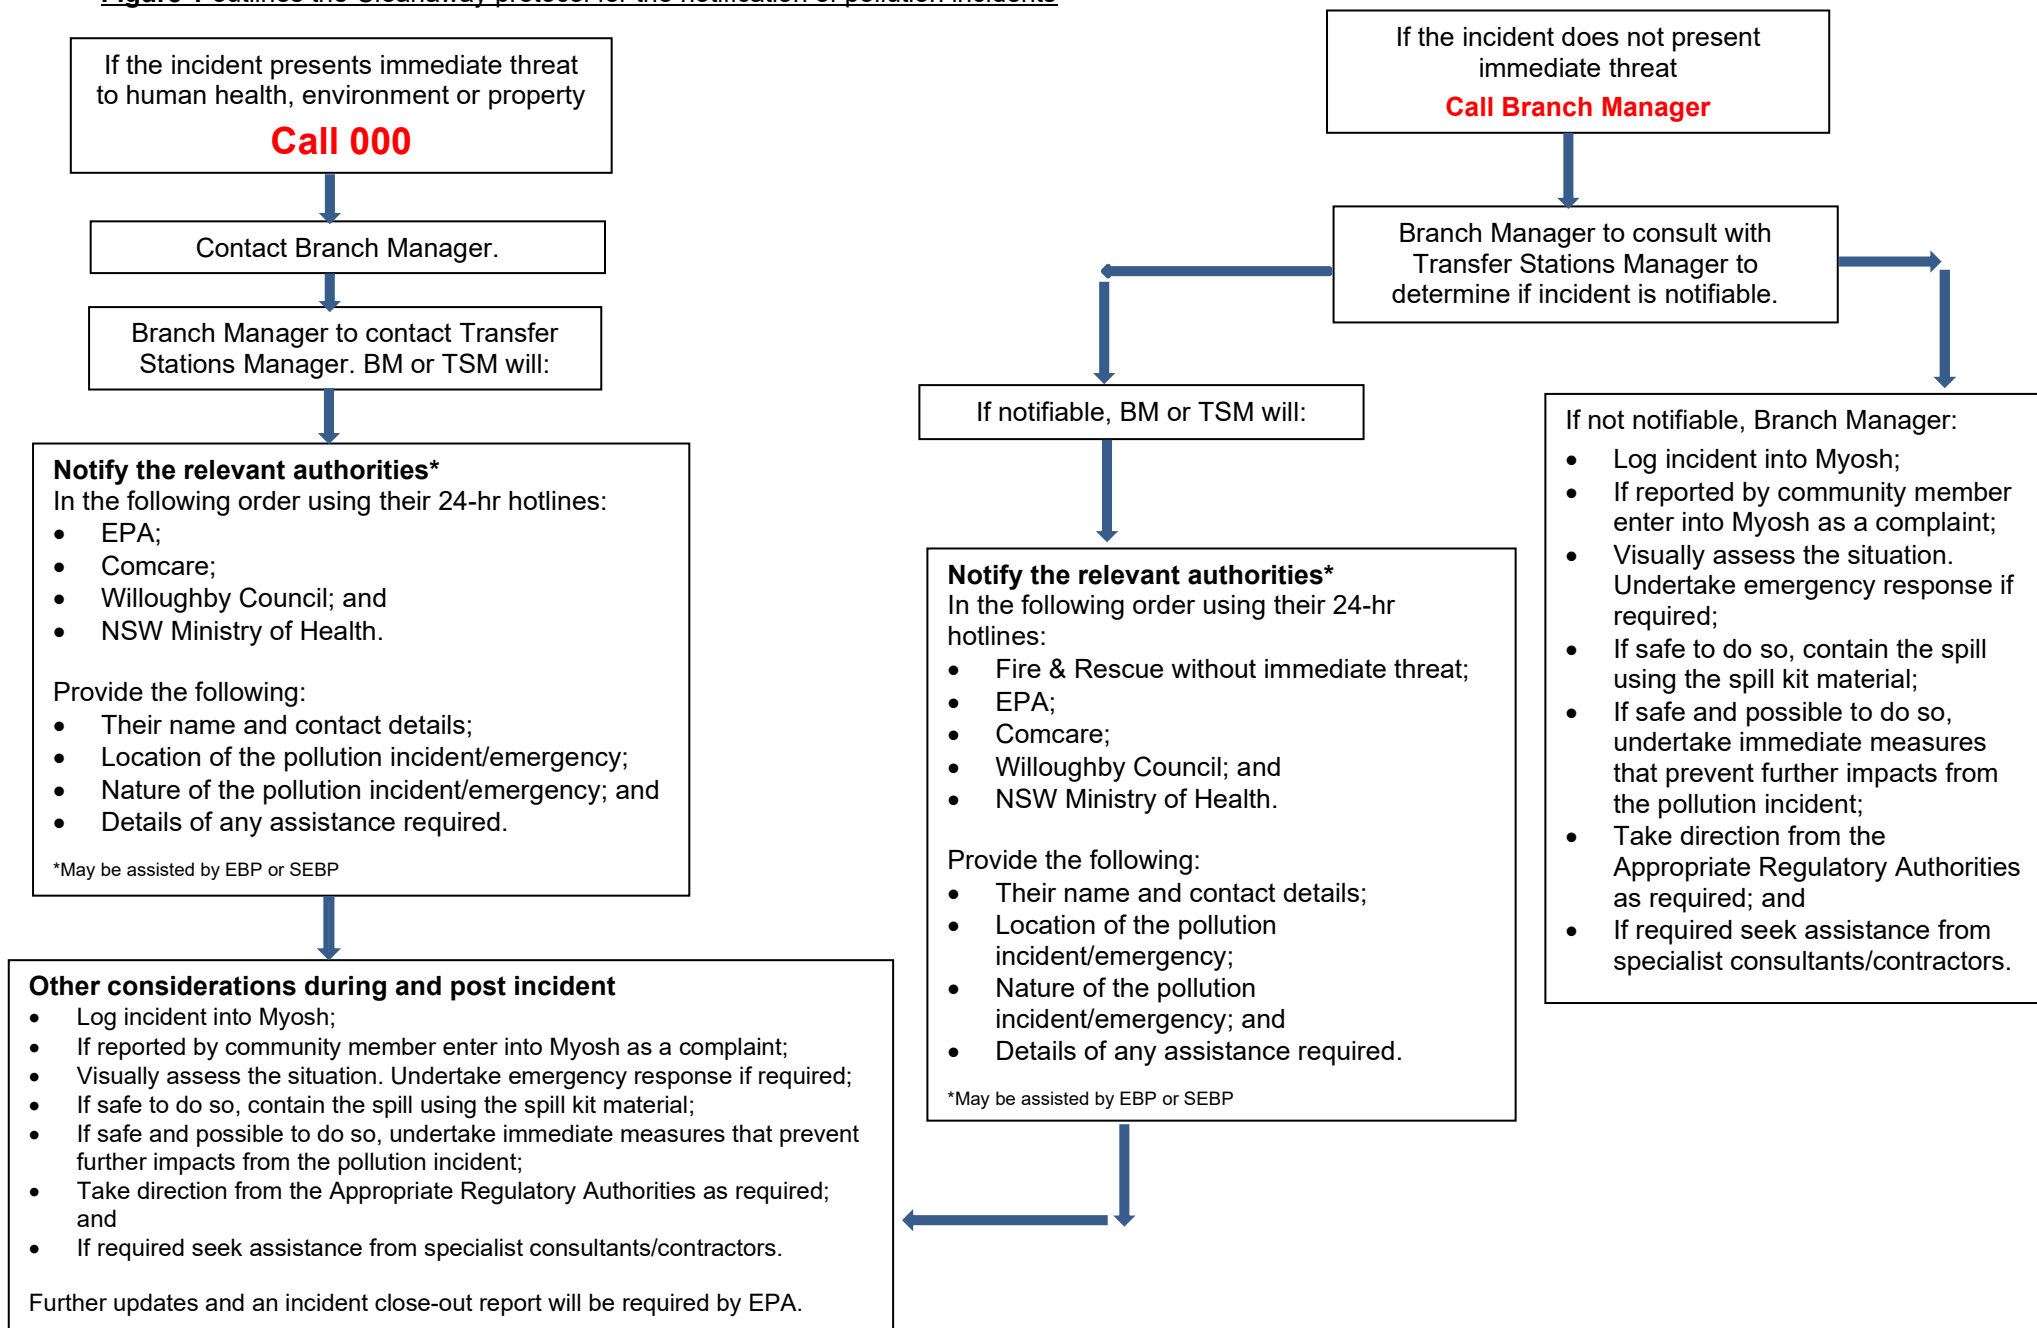 Figure 1 outlines the Cleanaway protocol for the notification of pollution incidents
If the incident presents immediate threat
to human health, environment or property
Call 000
Contact Branch Manager.
Branch Manager to contact Transfer
Stations Manager. BM or TSM will:
Notify the relevant authorities*
In the following order using their 24-hr hotlines:
• EPA;
• Comcare;
• Willoughby Council; and
• NSW Ministry of Health.
Provide the following:
• Their name and contact details;
• Location of the pollution incident/emergency;
• Nature of the pollution incident/emergency; and
• Details of any assistance required.
*May be assisted by EBP or SEBP
Other considerations during and post incident
• Log incident into Myosh;
• If reported by community member enter into Myosh as a complaint;
• Visually assess the situation. Undertake emergency response if required;
• If safe to do so, contain the spill using the spill kit material;
• If safe and possible to do so, undertake immediate measures that prevent
further impacts from the pollution incident;
• Take direction from the Appropriate Regulatory Authorities as required;
and
• If required seek assistance from specialist consultants/contractors.
Further updates and an incident close-out report will be required by EPA.
If the incident does not present
immediate threat
Call Branch Manager
Branch Manager to consult with
Transfer Stations Manager to
determine if incident is notifiable.
If notifiable, BM or TSM will:
Notify the relevant authorities*
In the following order using their 24-hr
hotlines:
• Fire & Rescue without immediate threat;
• EPA;
• Comcare;
• Willoughby Council; and
• NSW Ministry of Health.
Provide the following:
• Their name and contact details;
• Location of the pollution
incident/emergency;
• Nature of the pollution
incident/emergency; and
• Details of any assistance required.
*May be assisted by EBP or SEBP
If not notifiable, Branch Manager:
• Log incident into Myosh;
• If reported by community member
enter into Myosh as a complaint;
• Visually assess the situation.
Undertake emergency response if
required;
• If safe to do so, contain the spill
using the spill kit material;
• If safe and possible to do so,
undertake immediate measures
that prevent further impacts from
the pollution incident;
• Take direction from the
Appropriate Regulatory Authorities
as required; and
• If required seek assistance from
specialist consultants/contractors.